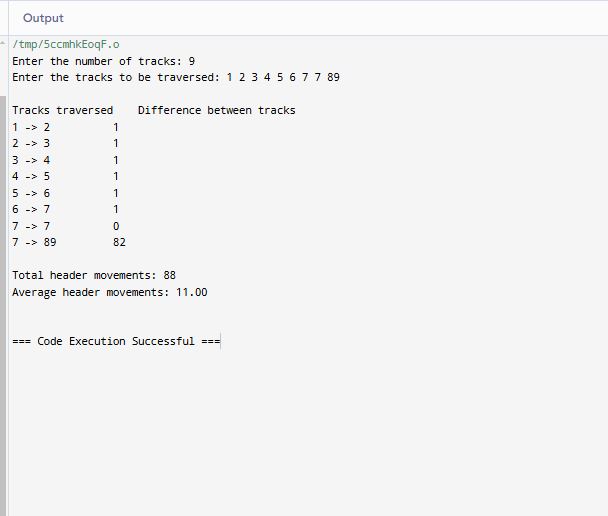 Output
/tmp/5ccmhkEoqF.o
Enter the number of tracks: 9
Enter the tracks to be traversed: 1 2 3 4 5 6 7 7 89
Tracks traversed    Difference between tracks
1 -> 2          1
2 -> 3          1
3 -> 4          1
4 -> 5          1
5 -> 6          1
6 -> 7          1
7 -> 7          0
7 -> 89         82
Total header movements: 88
Average header movements: 11.00
=== Code Execution Successful ===